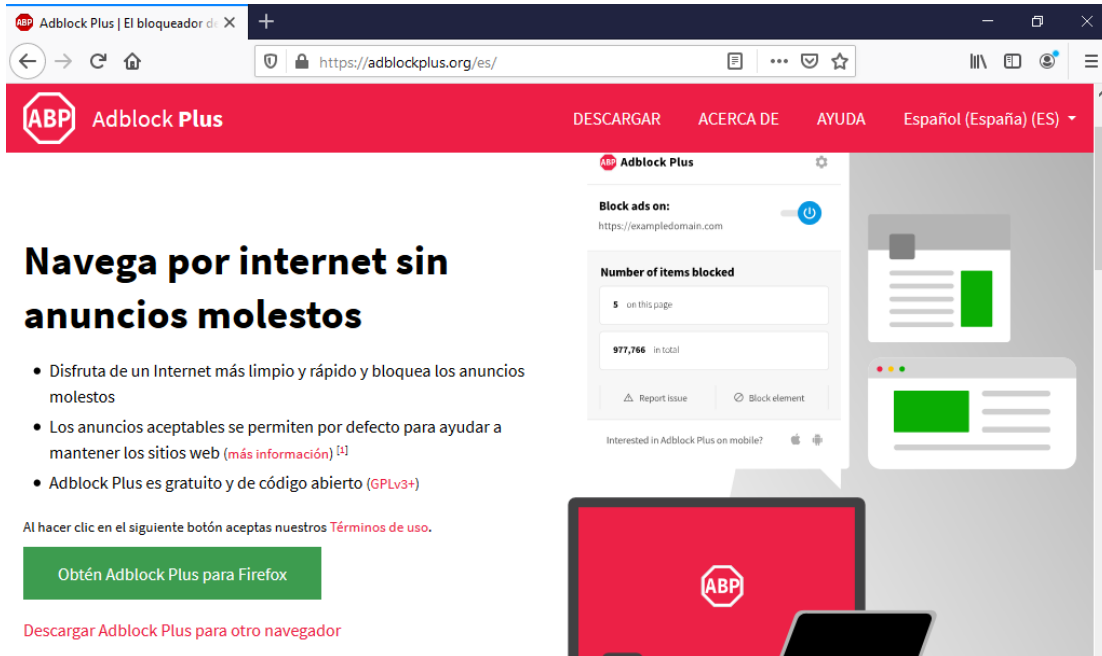 ABP Adblock Plus | El bloqueador de
https://adblockplus.org/es/
ABP Adblock Plus
DESCARGAR ACERCA DE AYUDA Español (España) (ES)
ABP Adblock Plus
Block ads on:
https://exampledomain.com
Number of items blocked
5 on this page
977,766 in total
Report issue Block element
Interested in Adblock Plus on mobile?
Navega por internet sin
anuncios molestos
Disfruta de un Internet más limpio y rápido y bloquea los anuncios
molestos
Los anuncios aceptables se permiten por defecto para ayudar a
mantener los sitios web (más información) [1]
Adblock Plus es gratuito y de código abierto (GPLv3+)
Al hacer clic en el siguiente botón aceptas nuestros Términos de uso.
Obtén Adblock Plus para Firefox
Descargar Adblock Plus para otro navegador
ABP